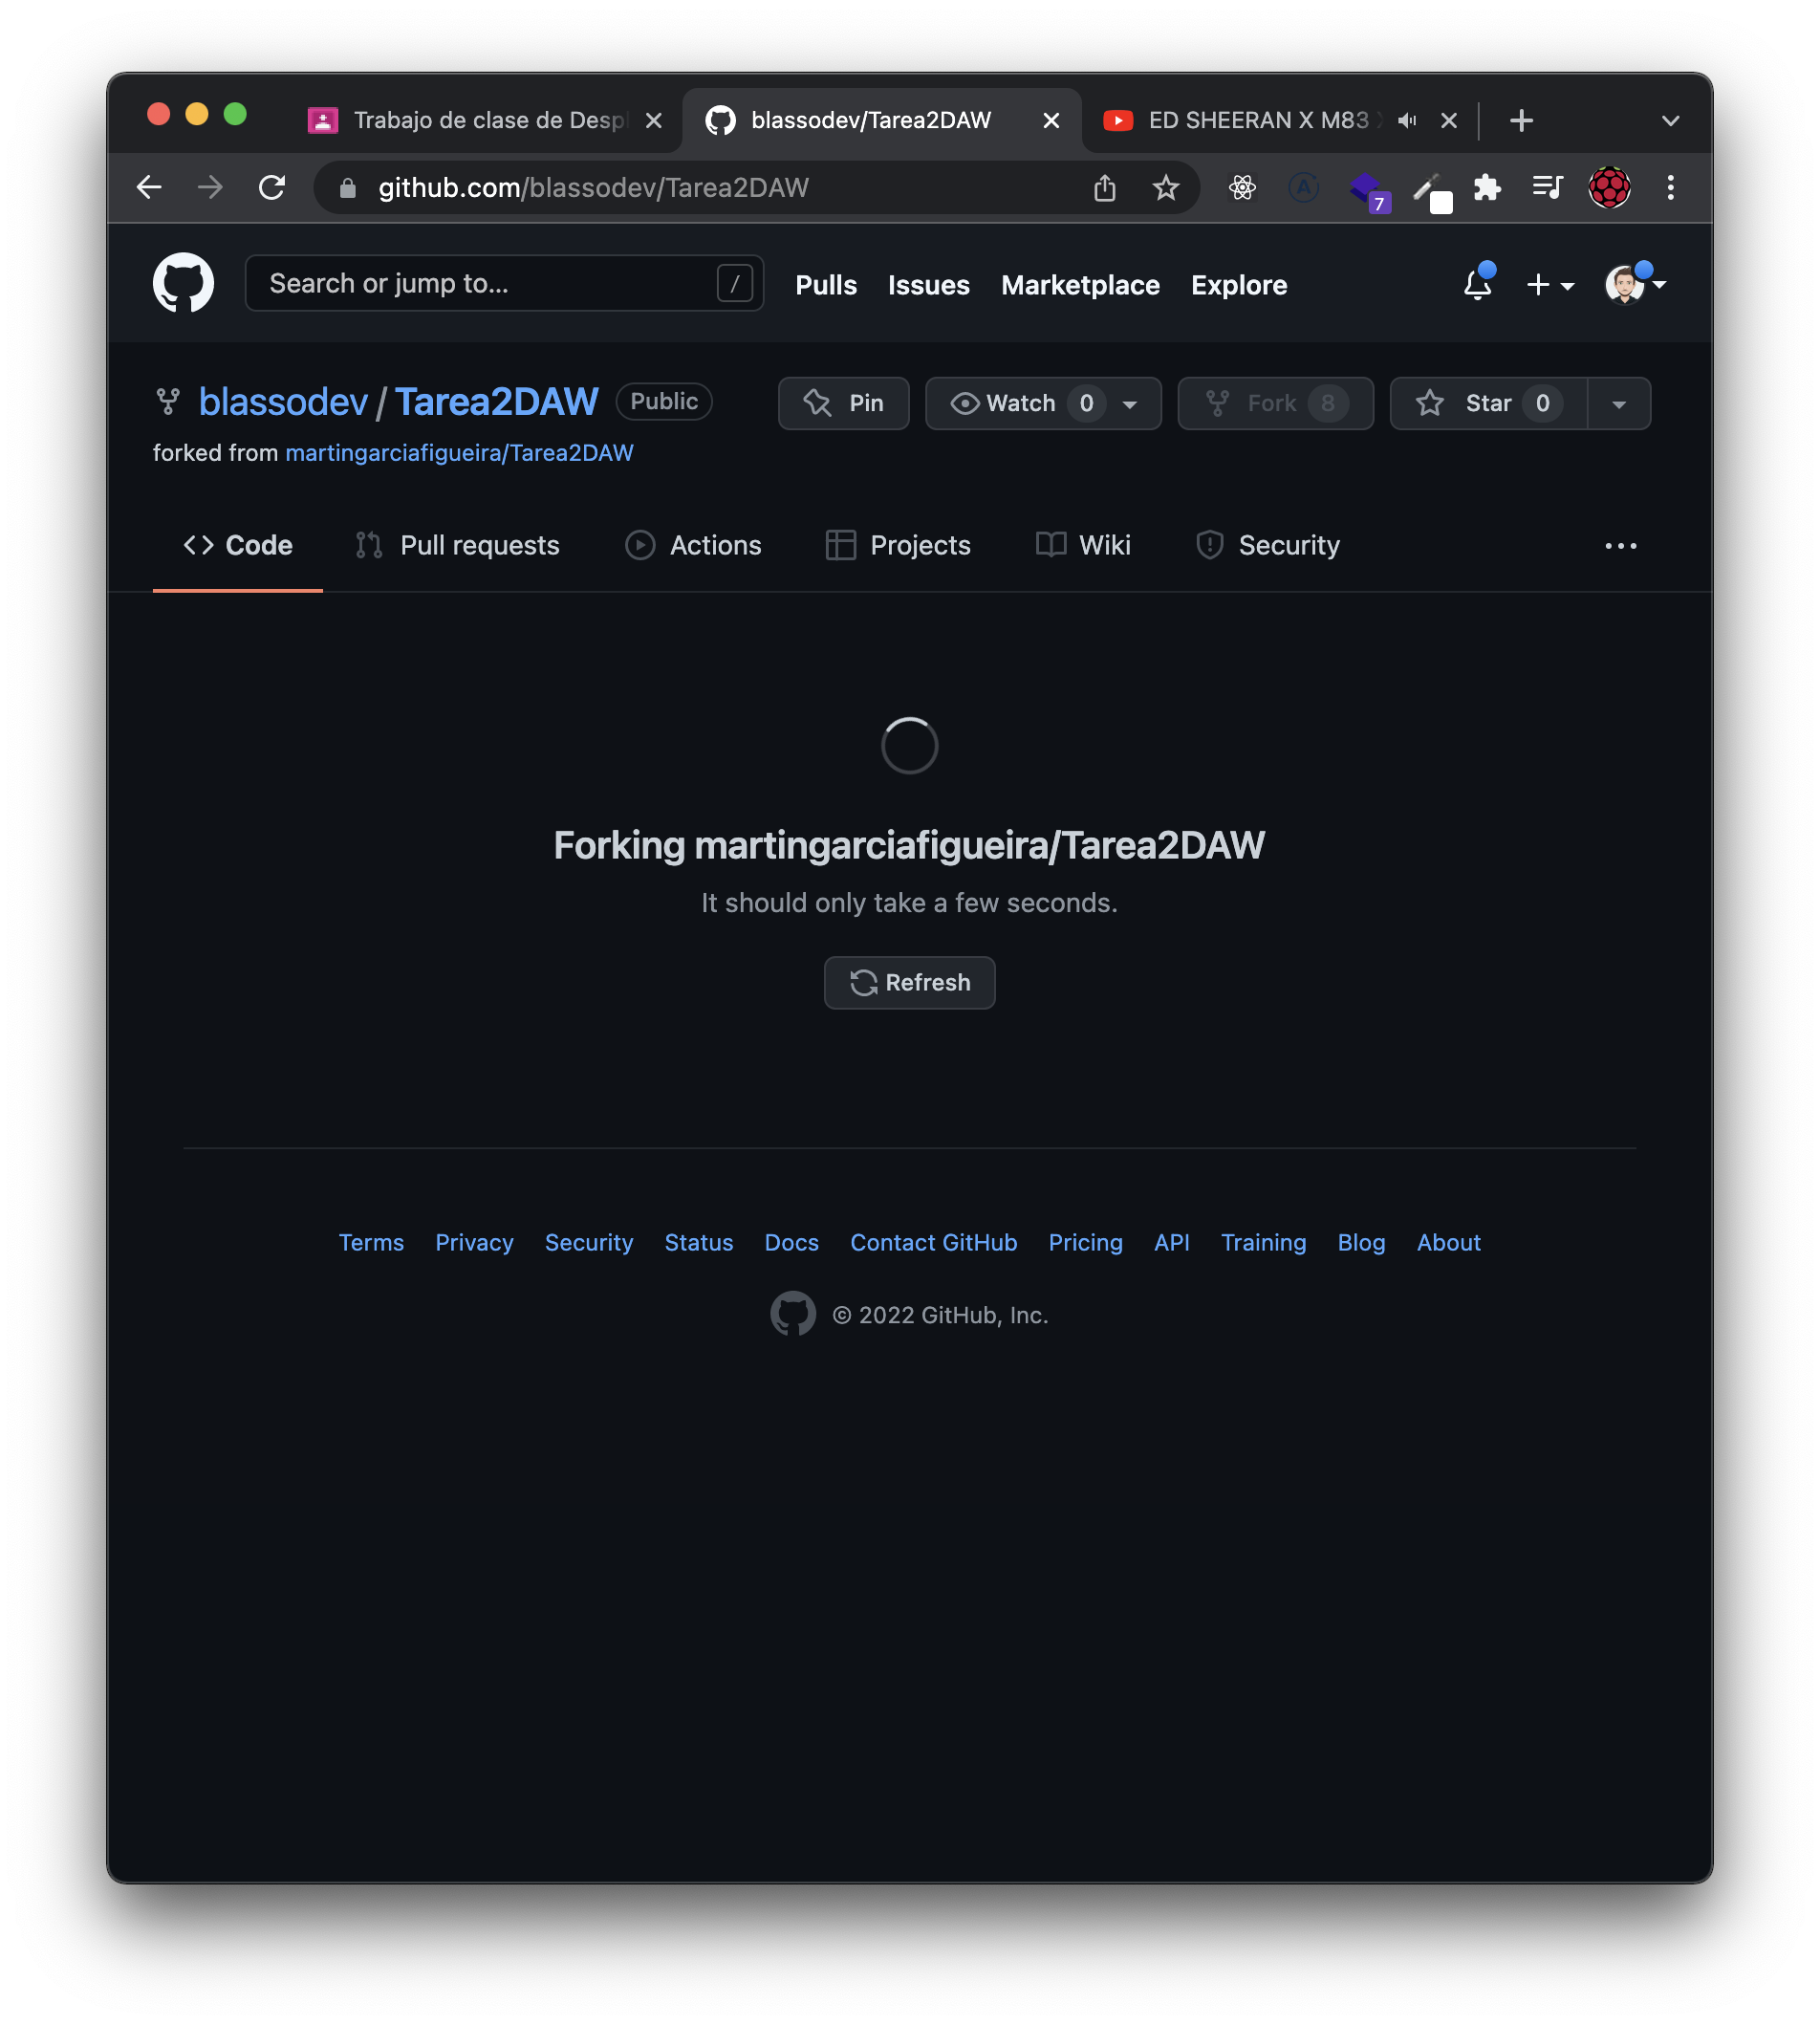 Trabajo de clase de Despl
blassodev/Tarea2DAW
ED SHEERAN X M83
github.com/blassodev/Tarea2DAW
A
7
Search or jump to...
/
Pulls
Issues
Marketplace
Explore
blassodev / Tarea2DAW
Public
Pin
Watch 0
Fork 8
Star 0
forked from martingarciafigueira/Tarea2DAW
Code
Pull requests
Actions
Projects
Wiki
Security
Forking martingarciafigueira/Tarea2DAW
It should only take a few seconds.
Refresh
Terms
Privacy
Security
Status
Docs
Contact GitHub
Pricing
API
Training
Blog
About
© 2022 GitHub, Inc.